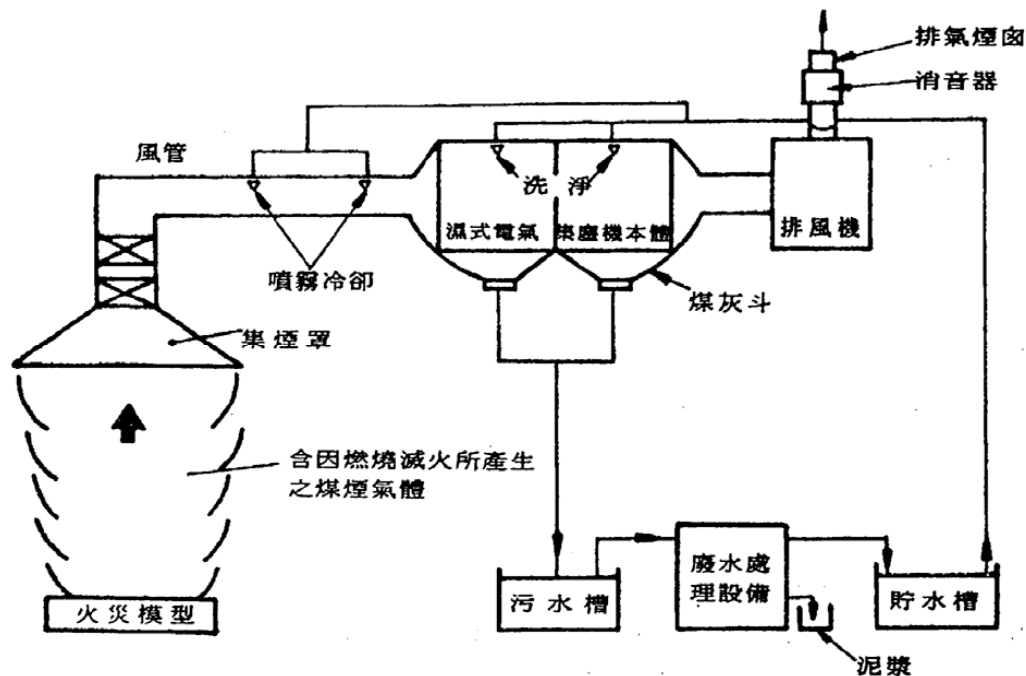 排氣煙囪
消音器
風管
洗淨
濕式電氣
集塵機本體
排風機
噴霧冷卻
煤灰斗
集煙罩
含因燃燒滅火所產生
之煤煙氣體
火災模型
污水槽
廢水處
理設備
貯水槽
泥漿